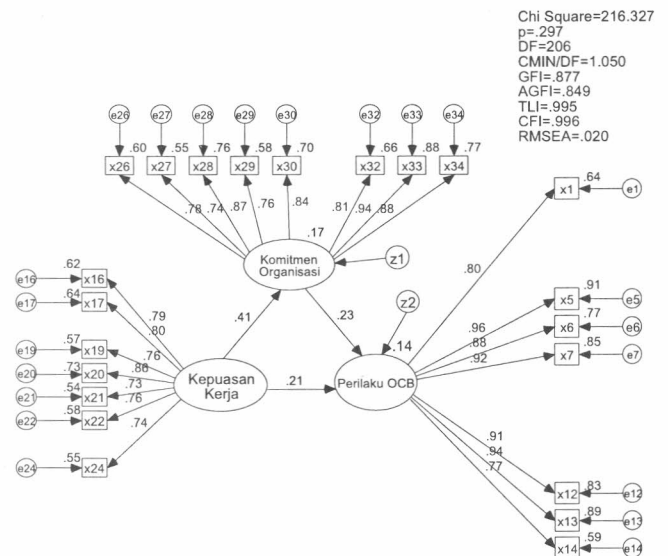 Chi Square=216.327
p=.297
DF=206
CMIN/DF=1.050
GFI=.877
AGFI=.849
TLI=.995
CFI=.996
RMSEA=.020
e26 e27 e28 e29 e30 e32 e33 e34
.60 .55 .76 .58 .70 .66 .88 .77
x26 x27 x28 x29 x30 x32 x33 x34
.78 .74 .87 .76 .84 .81 .94 .88
.17
Komitmen
Organisasi
z1
.64
x1 e1
.80
.62
e16 x16
.64
e17 x17
.79
.80
.57
e19 x19
.73
e20 x20
.54
e21 x21
.58
e22 x22
.55
e24 x24
.76
.86
.73
.76
.74
Kepuasan
Kerja
.41
.23
.21
z2
.14
Perilaku OCB
.96
.88
.92
.91
x5 e5
.77
x6 e6
.85
x7 e7
.91
.94
.77
.83
x12 e12
.89
x13 e13
.59
x14 e14